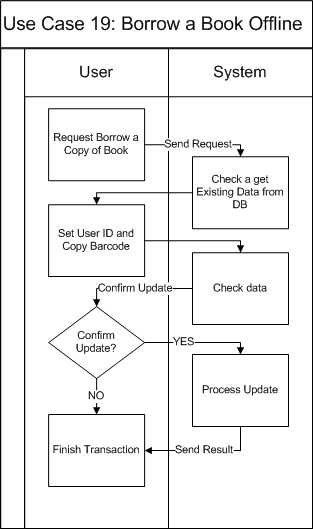 Use Case 19: Borrow a Book Offline
User
System
Request Borrow a
Copy of Book
Send Request
Check a get
Existing Data from
DB
Set User ID and
Copy Barcode
Confirm Update
Check data
Confirm
Update?
YES
Process Update
NO
Finish Transaction
Send Result